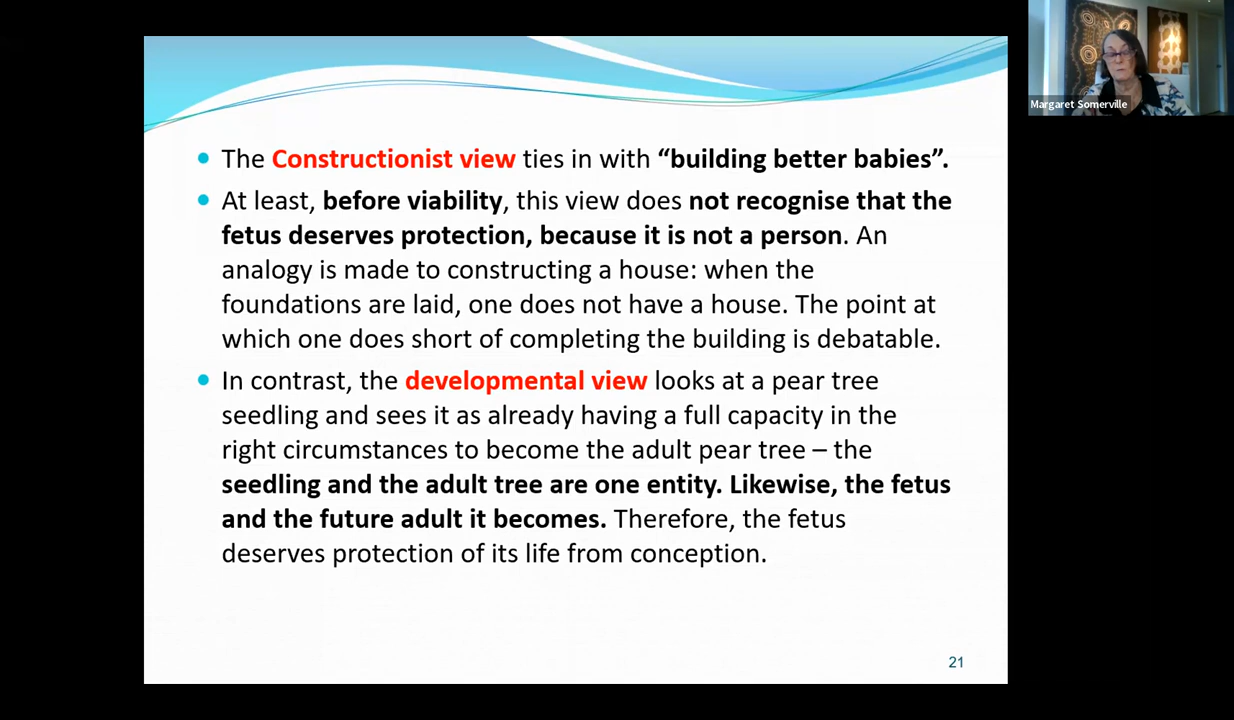 Margaret Somerville
The Constructionist view ties in with “building better babies”.
At least, before viability, this view does not recognise that the
fetus deserves protection, because it is not a person. An
analogy is made to constructing a house: when the
foundations are laid, one does not have a house. The point at
which one does short of completing the building is debatable.
In contrast, the developmental view looks at a pear tree
seedling and sees it as already having a full capacity in the
right circumstances to become the adult pear tree – the
seedling and the adult tree are one entity. Likewise, the fetus
and the future adult it becomes. Therefore, the fetus
deserves protection of its life from conception.
21